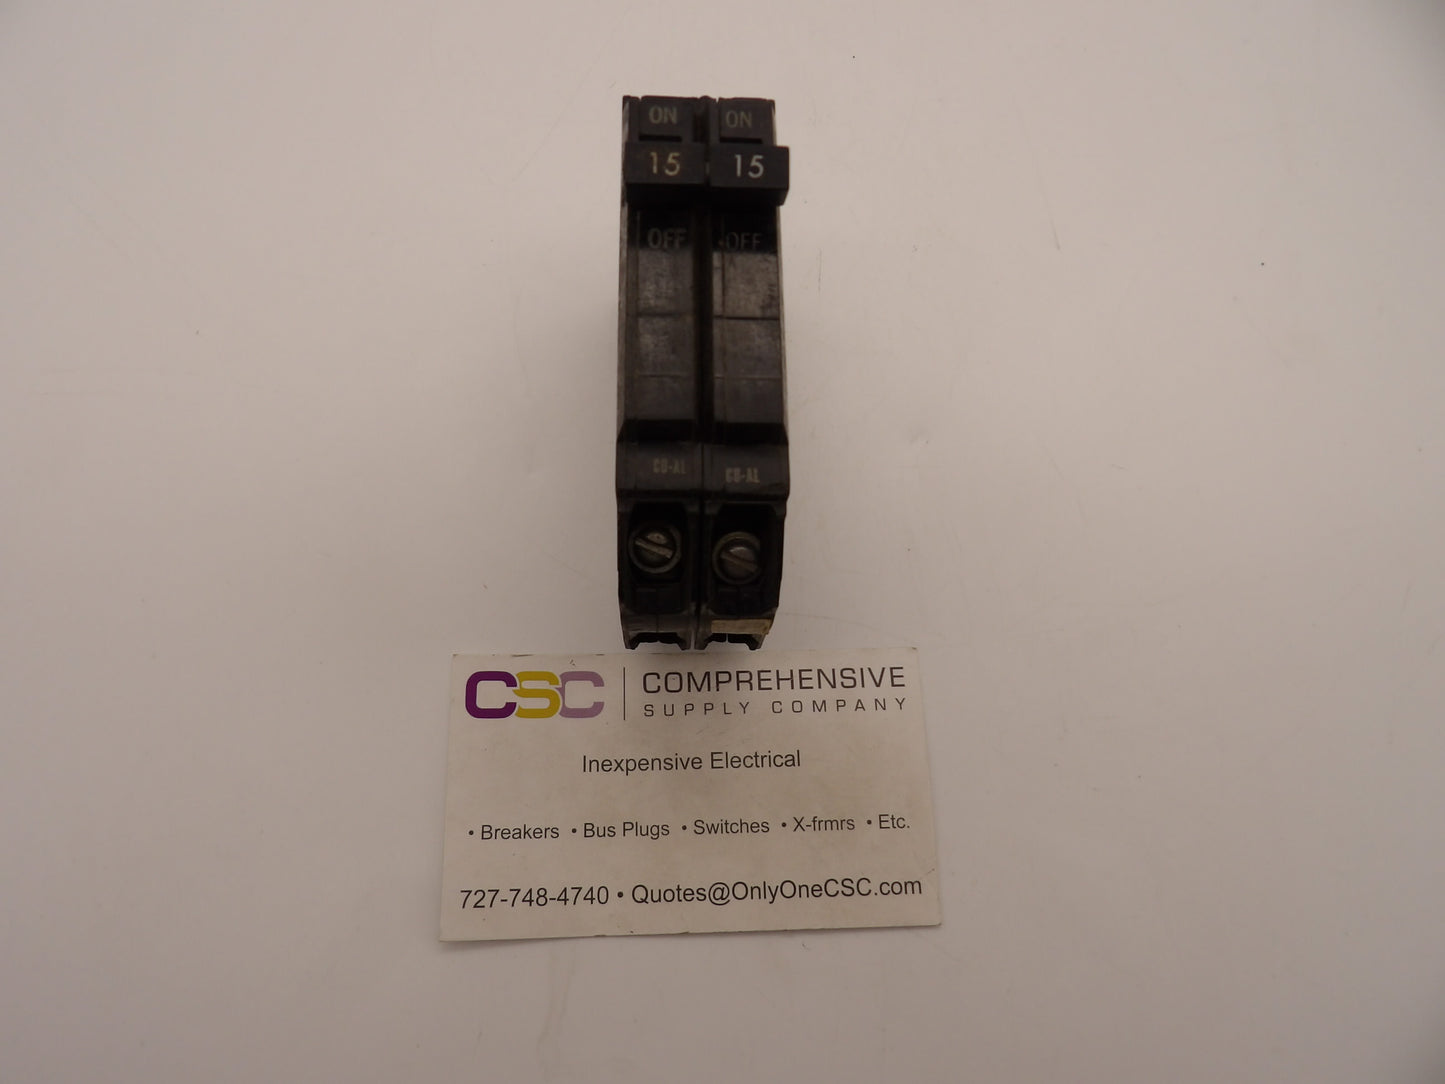 ON ON
15 15
OFF OFF
CU-AL CU-AL
CSC | COMPREHENSIVE
SUPPLY COMPANY
Inexpensive Electrical
• Breakers • Bus Plugs • Switches • X-frmrs • Etc.
727-748-4740 • Quotes@OnlyOneCSC.com